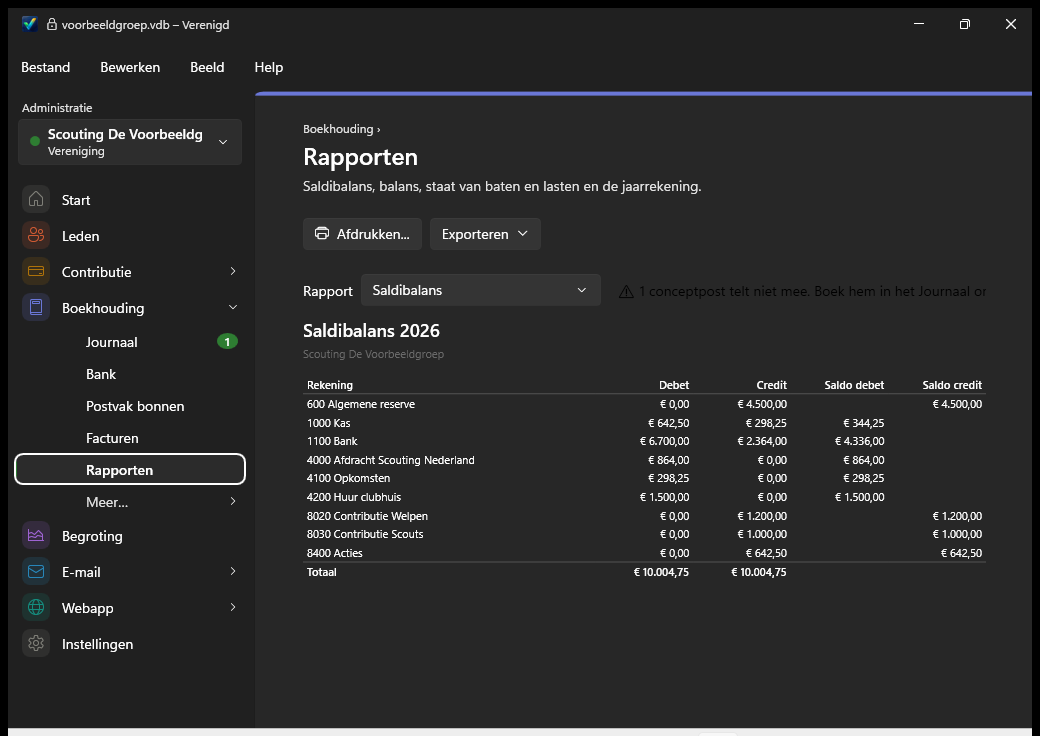 voorbeeldgroep.vdb – Verenigd
Bestand Bewerken Beeld Help
Administratie
Scouting De Voorbeeldg
Vereniging
Start
Leden
Contributie
Boekhouding
Journaal 1
Bank
Postvak bonnen
Facturen
Rapporten
Meer...
Begroting
E-mail
Webapp
Instellingen
Boekhouding ›
Rapporten
Saldibalans, balans, staat van baten en lasten en de jaarrekening.
Afdrukken... Exporteren
Rapport Saldibalans 1 conceptpost telt niet mee. Boek hem in het Journaal or
Saldibalans 2026
Scouting De Voorbeeldgroep
Rekening Debet Credit Saldo debet Saldo credit
600 Algemene reserve € 0,00 € 4.500,00 € 4.500,00
1000 Kas € 642,50 € 298,25 € 344,25
1100 Bank € 6.700,00 € 2.364,00 € 4.336,00
4000 Afdracht Scouting Nederland € 864,00 € 0,00 € 864,00
4100 Opkomsten € 298,25 € 0,00 € 298,25
4200 Huur clubhuis € 1.500,00 € 0,00 € 1.500,00
8020 Contributie Welpen € 0,00 € 1.200,00 € 1.200,00
8030 Contributie Scouts € 0,00 € 1.000,00 € 1.000,00
8400 Acties € 0,00 € 642,50 € 642,50
Totaal € 10.004,75 € 10.004,75